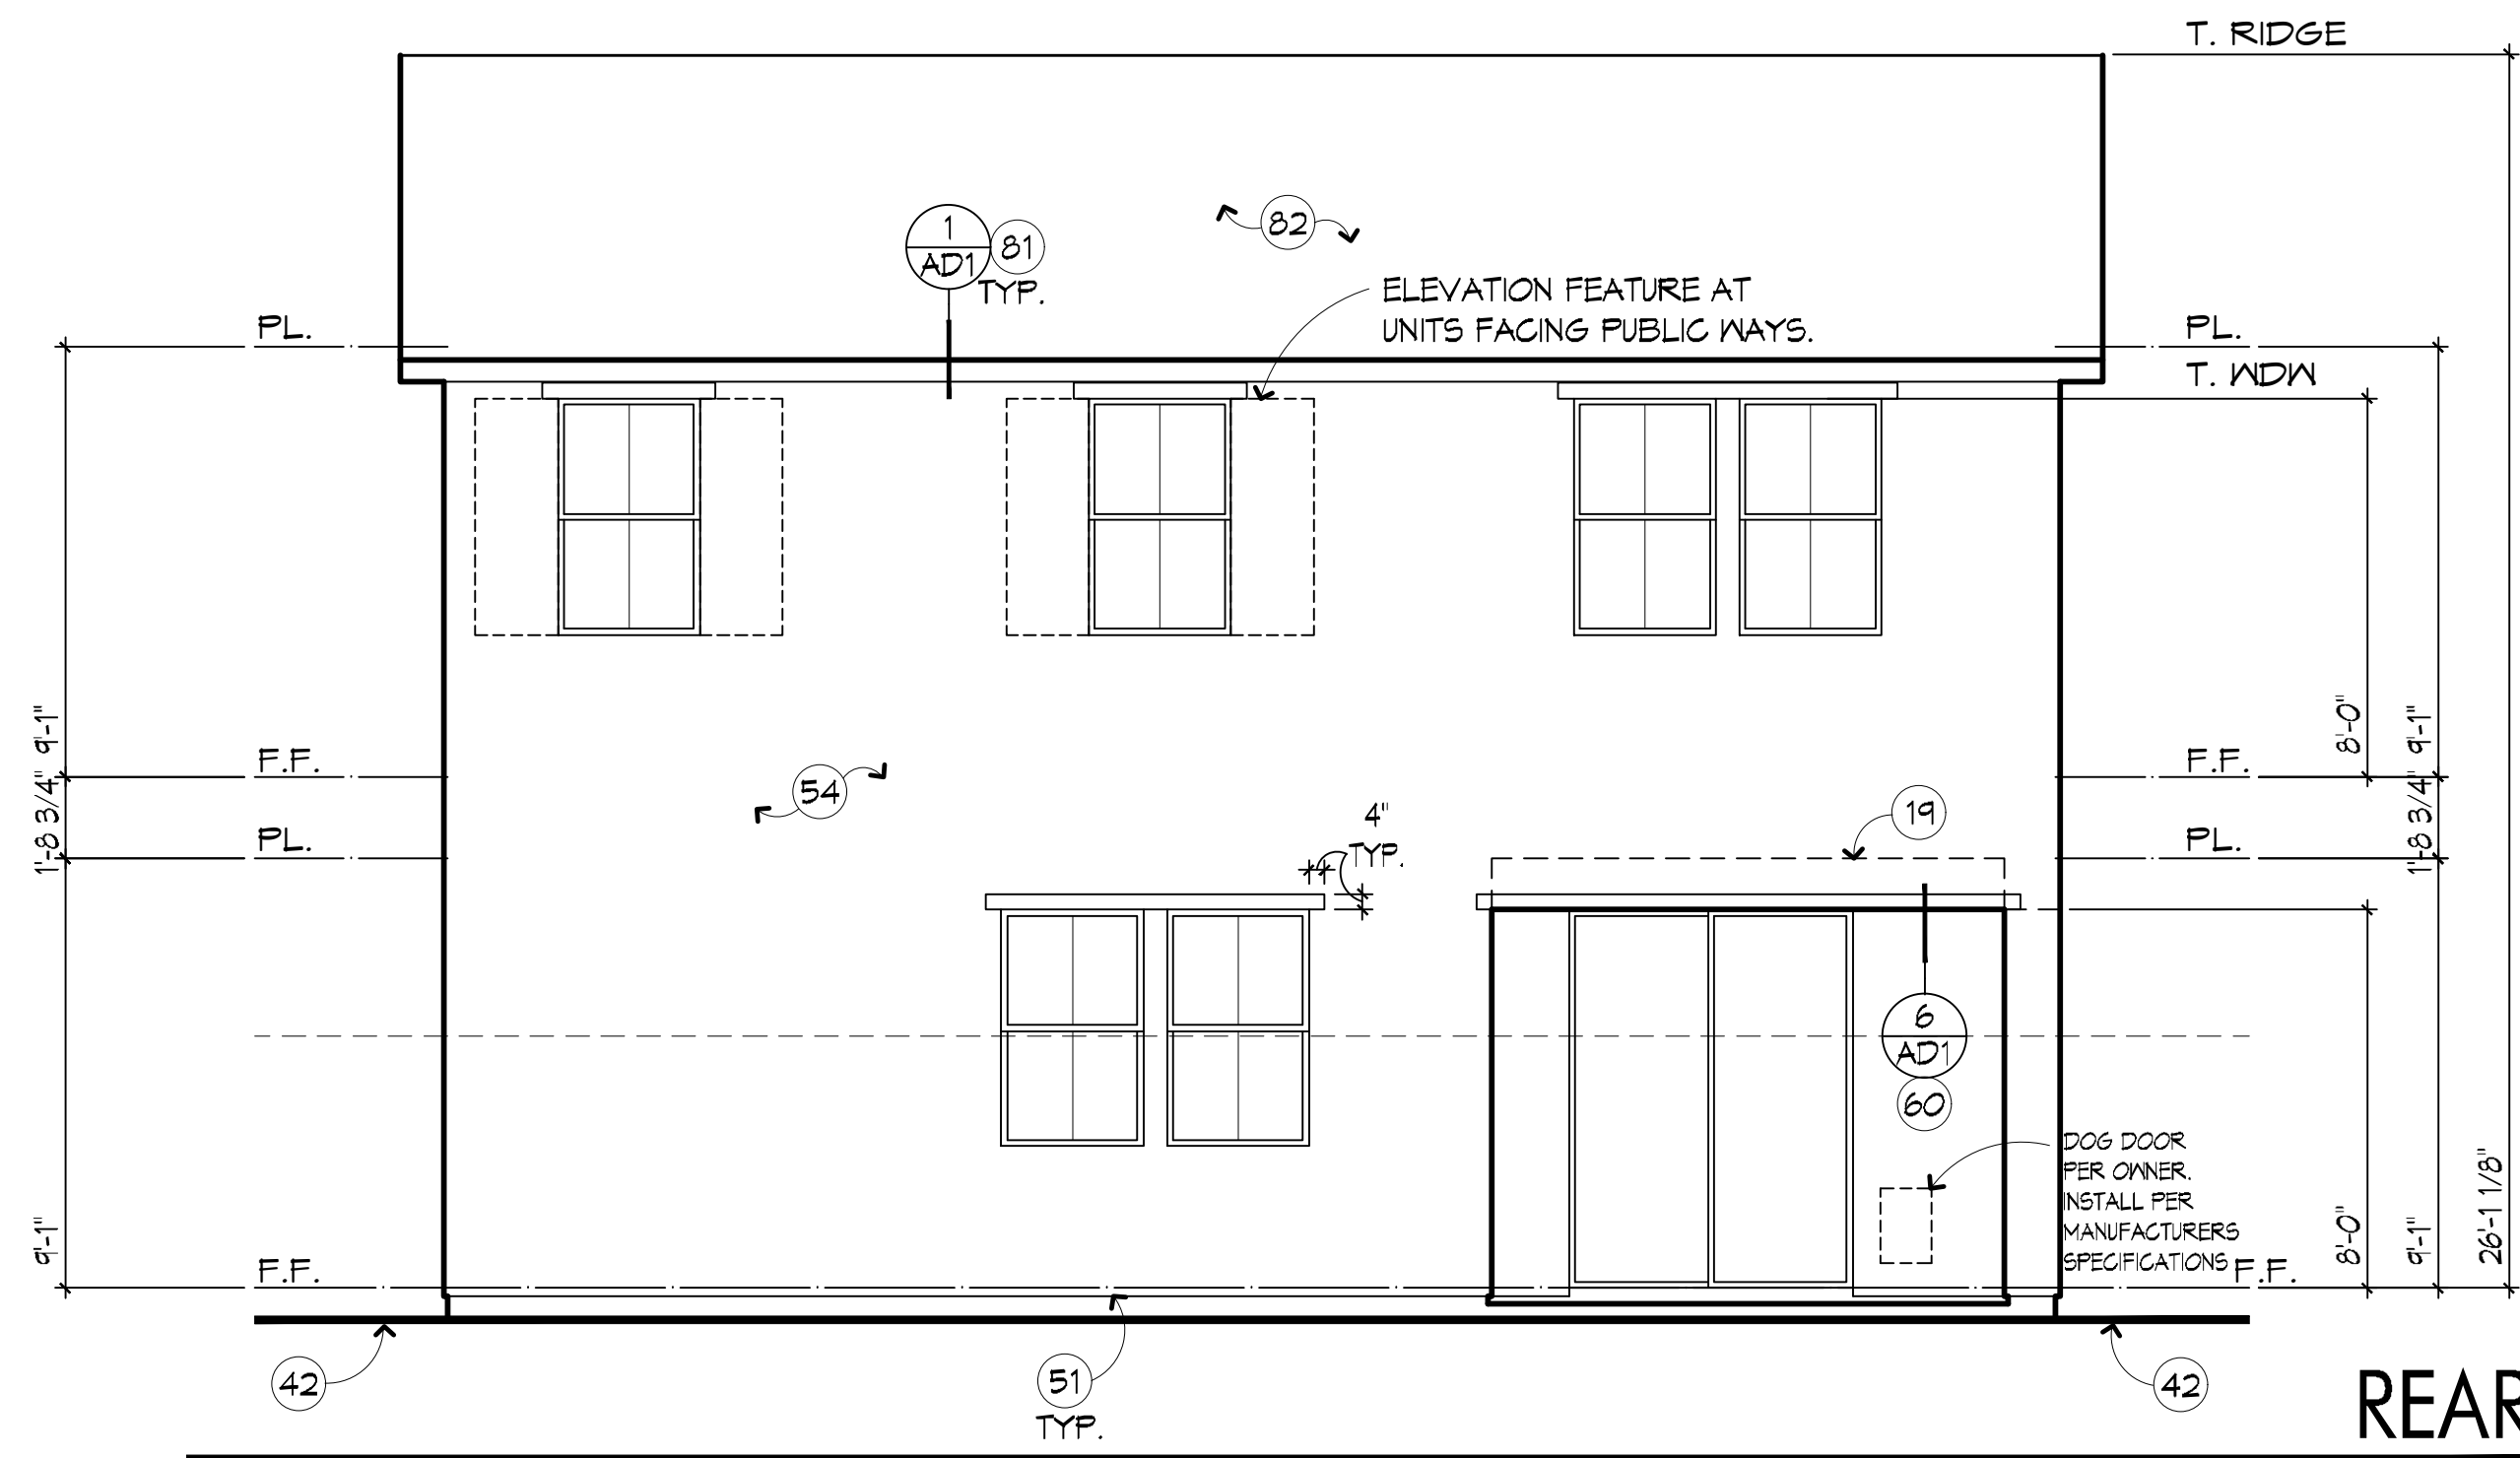 T. RIDGE
1
AD1
81
TYP.
82
ELEVATION FEATURE AT
UNITS FACING PUBLIC WAYS.
PL.
PL.
T. WDW
9'-1"
F.F.
1'-8 3/4"
PL.
54
4"
TYP.
19
8'-0"
9'-1"
F.F.
1'-8 3/4"
PL.
6
AD1
60
DOG DOOR
PER OWNER.
INSTALL PER
MANUFACTURERS
SPECIFICATIONS
9'-1"
F.F.
F.F.
8'-0"
9'-1"
26'-1 1/8"
42
51
TYP.
42
REAR